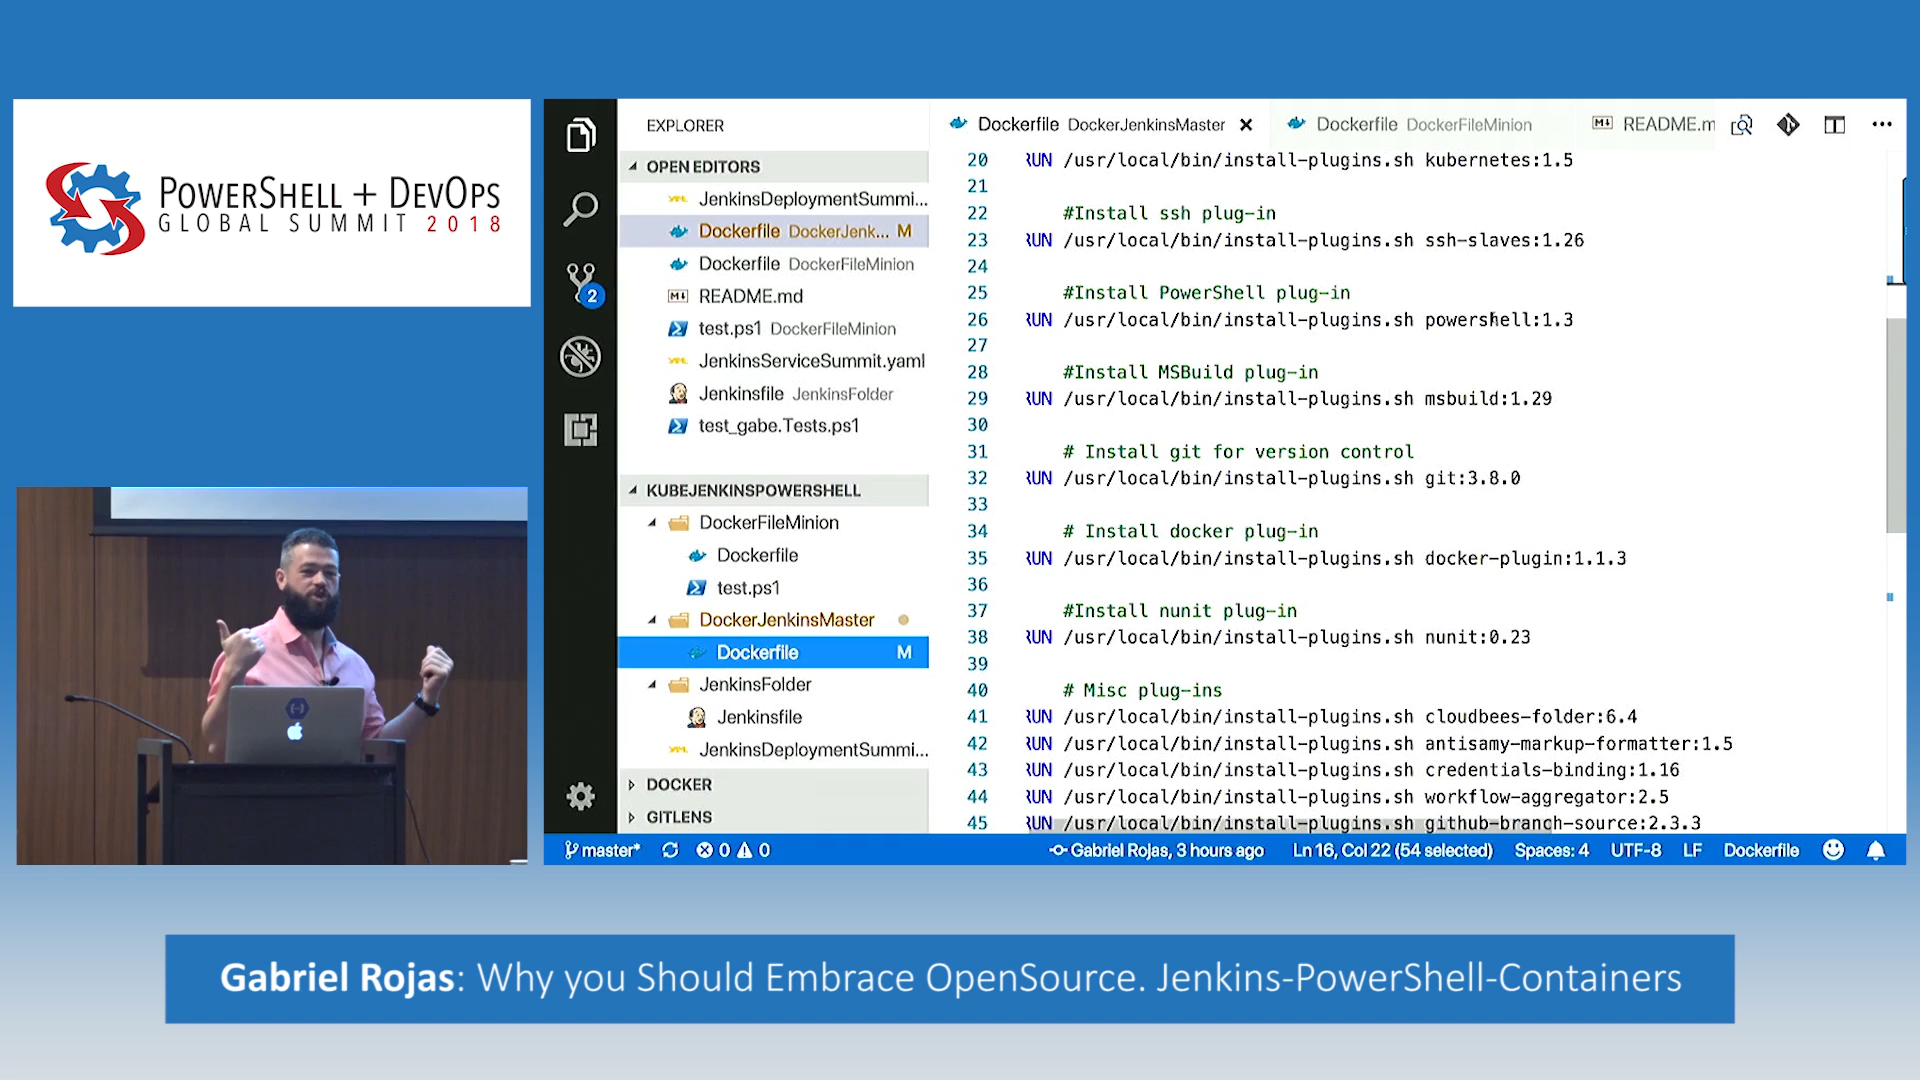 POWERSHELL + DEVOPS
GLOBAL SUMMIT 2018
EXPLORER
OPEN EDITORS
JenkinsDeploymentSummi...
Dockerfile DockerJenk... M
Dockerfile DockerFileMinion
README.md
test.ps1 DockerFileMinion
JenkinsServiceSummit.yaml
Jenkinsfile JenkinsFolder
test_gabe.Tests.ps1
2
KUBEJENKINSPOWERSHELL
DockerFileMinion
Dockerfile
test.ps1
DockerJenkinsMaster
Dockerfile M
JenkinsFolder
Jenkinsfile
JenkinsDeploymentSummi...
DOCKER
GITLENS
Dockerfile DockerJenkinsMaster
Dockerfile DockerFileMinion
README.m
20 RUN /usr/local/bin/install-plugins.sh kubernetes:1.5
21
22 #Install ssh plug-in
23 RUN /usr/local/bin/install-plugins.sh ssh-slaves:1.26
24
25 #Install PowerShell plug-in
26 RUN /usr/local/bin/install-plugins.sh powershell:1.3
27
28 #Install MSBuild plug-in
29 RUN /usr/local/bin/install-plugins.sh msbuild:1.29
30
31 # Install git for version control
32 RUN /usr/local/bin/install-plugins.sh git:3.8.0
33
34 # Install docker plug-in
35 RUN /usr/local/bin/install-plugins.sh docker-plugin:1.1.3
36
37 #Install nunit plug-in
38 RUN /usr/local/bin/install-plugins.sh nunit:0.23
39
40 # Misc plug-ins
41 RUN /usr/local/bin/install-plugins.sh cloudbees-folder:6.4
42 RUN /usr/local/bin/install-plugins.sh antisamy-markup-formatter:1.5
43 RUN /usr/local/bin/install-plugins.sh credentials-binding:1.16
44 RUN /usr/local/bin/install-plugins.sh workflow-aggregator:2.5
45 RUN /usr/local/bin/install-plugins.sh github-branch-source:2.3.3
master* 0 0 Gabriel Rojas, 3 hours ago Ln 16, Col 22 (54 selected) Spaces: 4 UTF-8 LF Dockerfile
Gabriel Rojas: Why you Should Embrace OpenSource. Jenkins-PowerShell-Containers